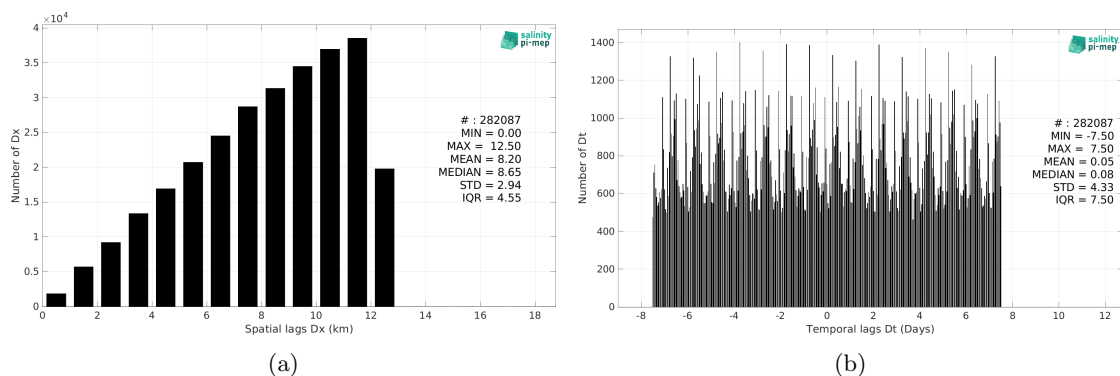 ×10⁴
4
3.5
3
2.5
2
1.5
1
0.5
0
Number of Dx
0 2 4 6 8 10 12 14 16 18
Spatial lags Dx (km)
salinity
pi-mep
# : 282087
MIN = 0.00
MAX = 12.50
MEAN = 8.20
MEDIAN = 8.65
STD = 2.94
IQR = 4.55
(a)
1400
1200
1000
800
600
400
200
0
Number of Dt
-8 -6 -4 -2 0 2 4 6 8 10 12
Temporal lags Dt (Days)
salinity
pi-mep
# : 282087
MIN = -7.50
MAX = 7.50
MEAN = 0.05
MEDIAN = 0.08
STD = 4.33
IQR = 7.50
(b)